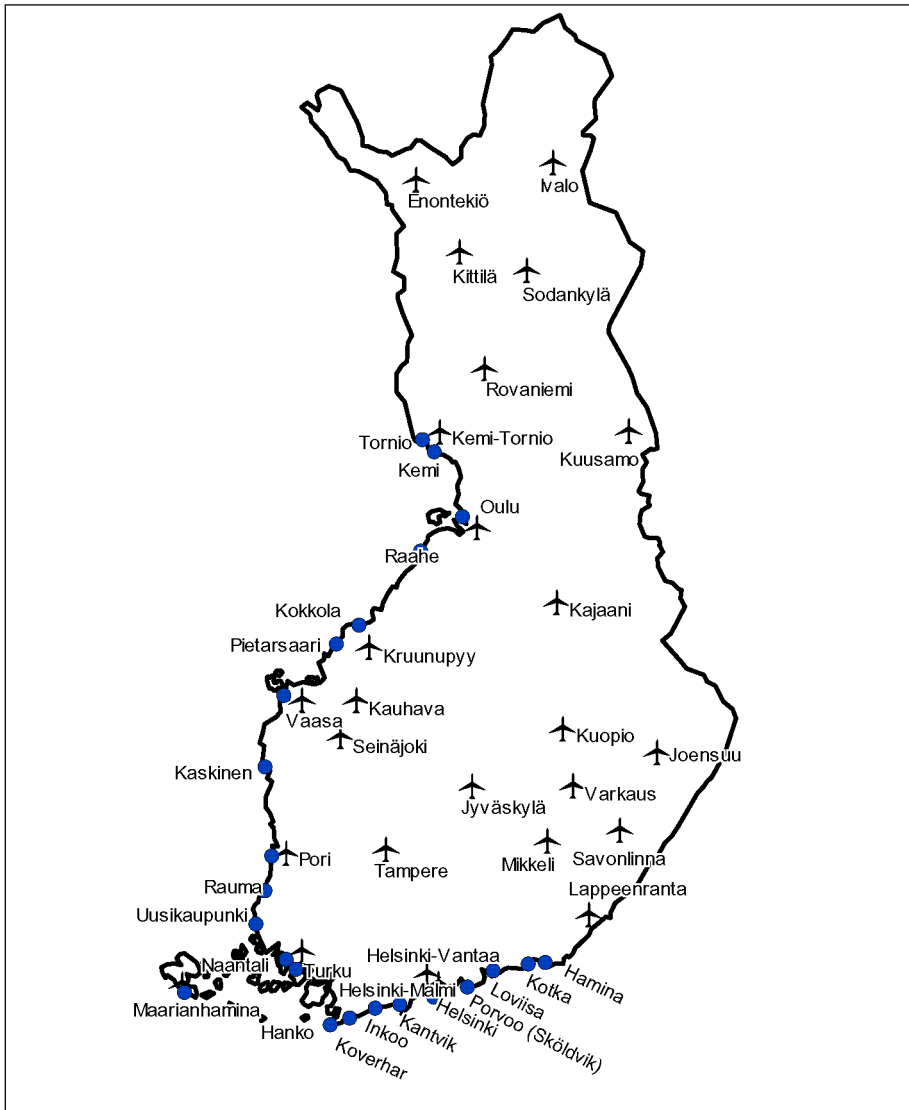 Enontekiö
Ivalo
Kittilä
Sodankylä
Rovaniemi
Tornio
Kemi-Tornio
Kemi
Kuusamo
Oulu
Raahe
Kajaani
Kokkola
Pietarsaari
Kruunupyy
Vaasa
Kauhava
Seinäjoki
Kuopio
Joensuu
Kaskinen
Jyväskylä
Varkaus
Pori
Tampere
Mikkeli
Savonlinna
Rauma
Lappeenranta
Uusikaupunki
Naantali
Turku
Helsinki-Vantaa
Hamina
Kotka
Loviisa
Maarianhamina
Helsinki-Malmi
Helsinki
Porvoo (Sköldvik)
Hanko
Inkoo
Kantvik
Koverhar